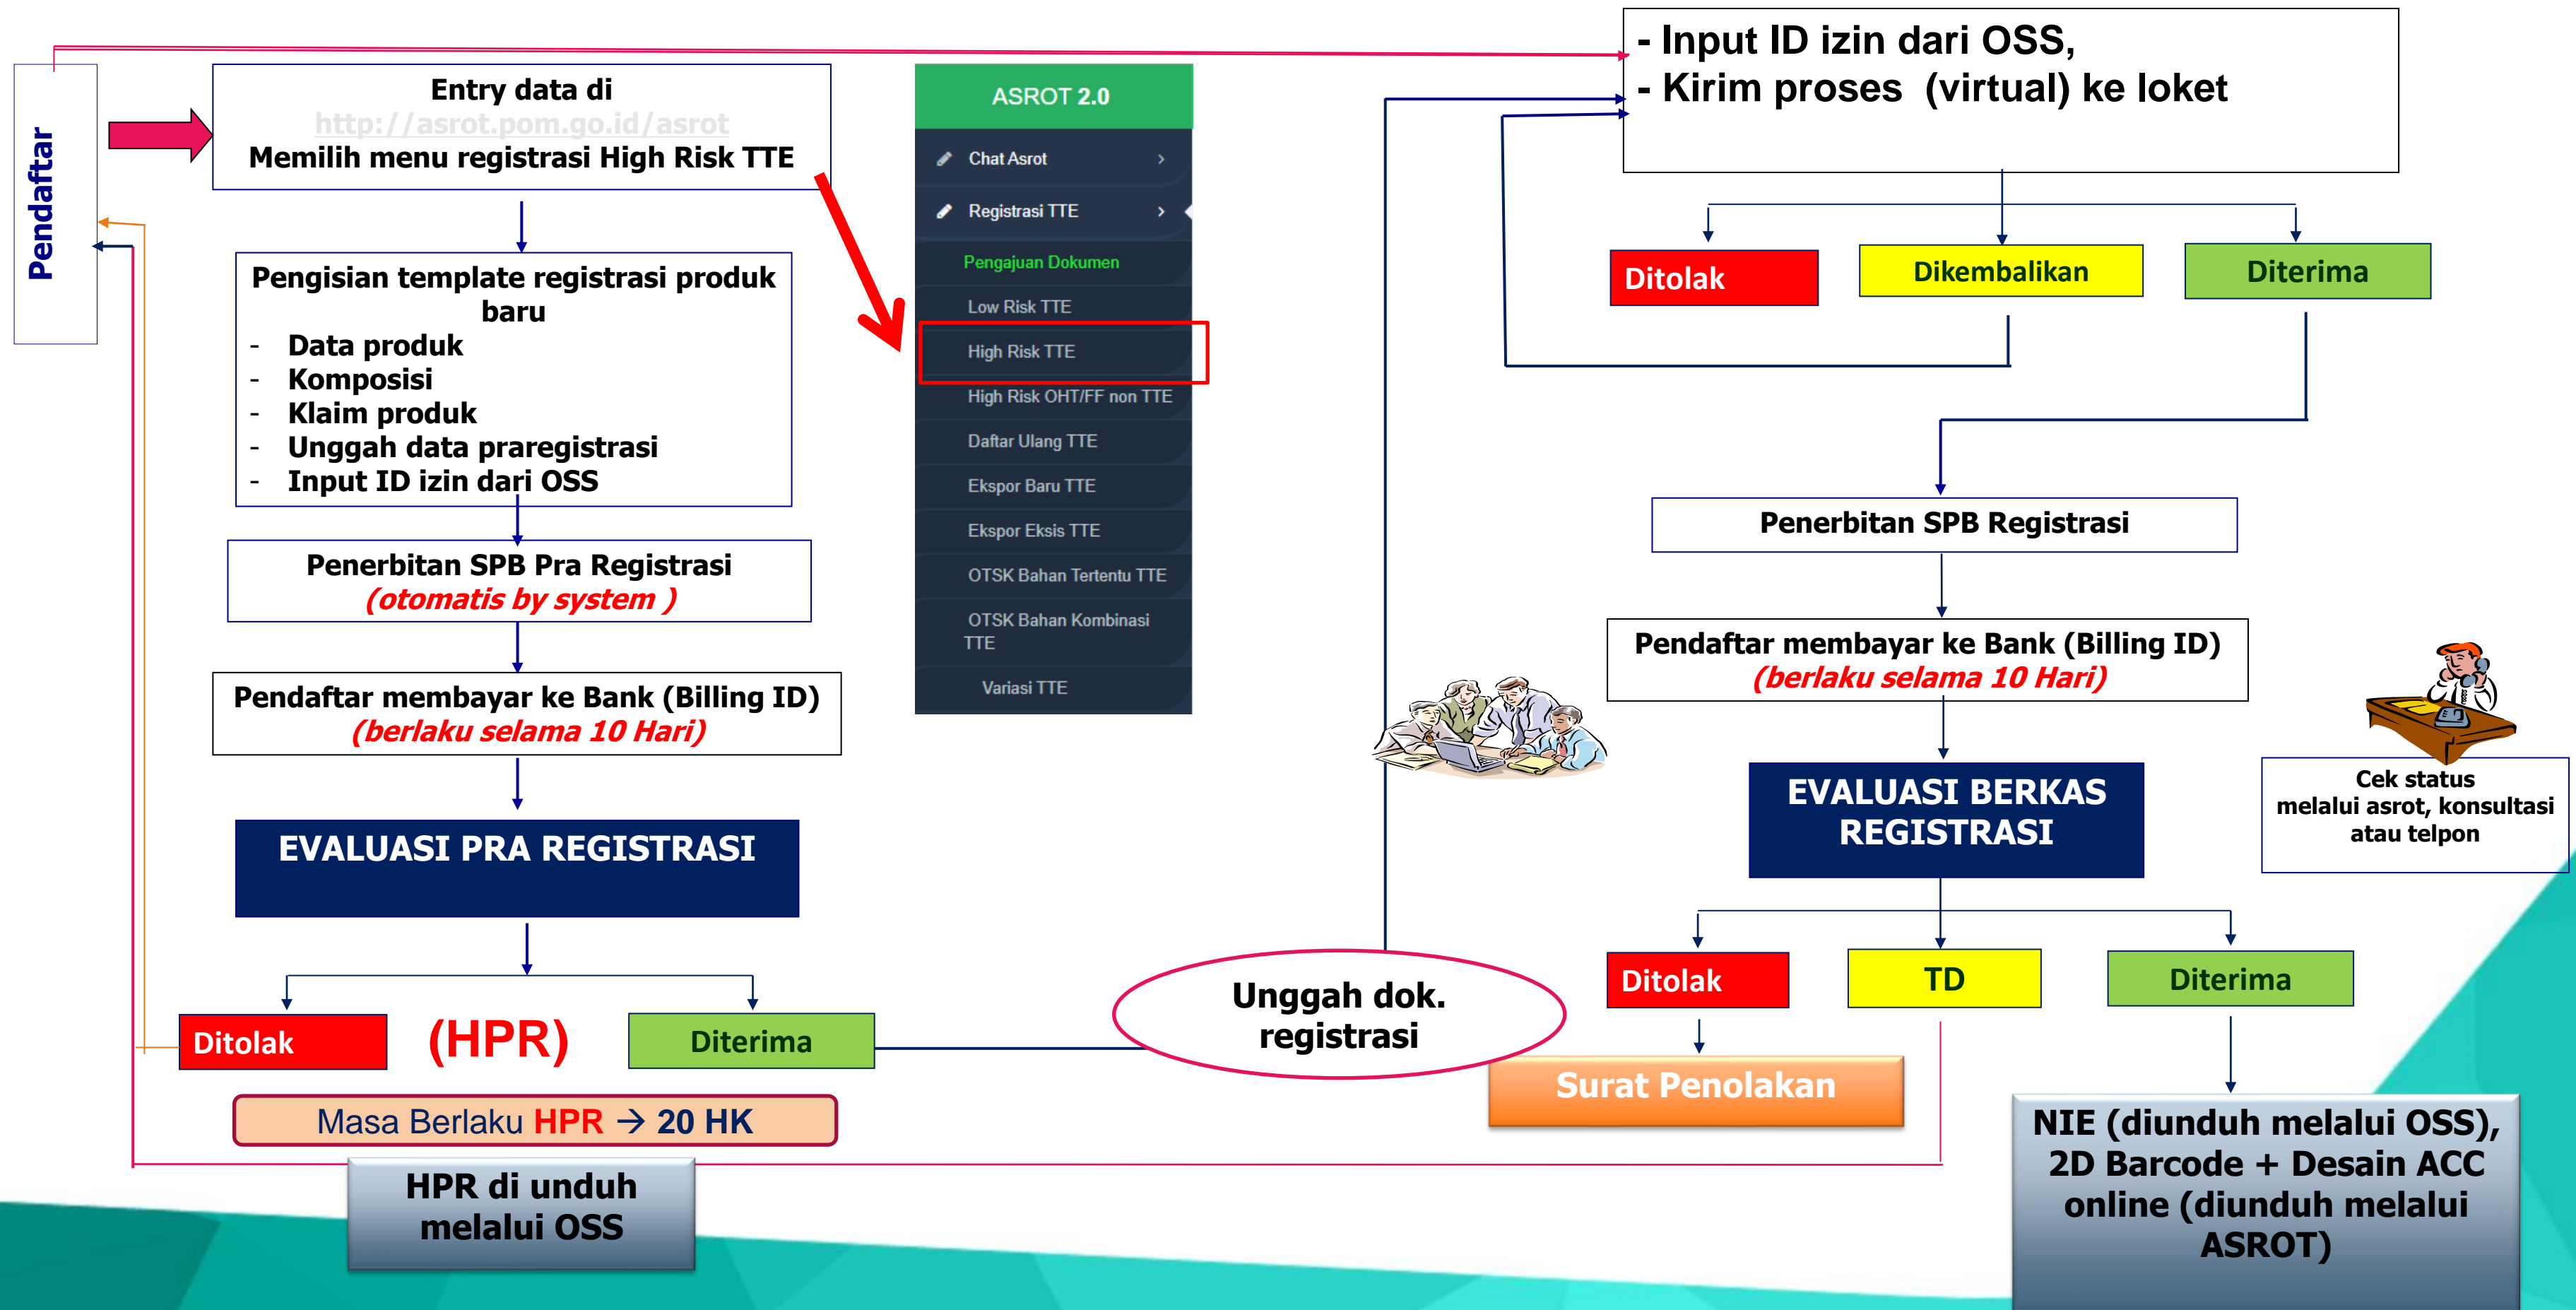 Pendaftar
Entry data di
http://asrot.pom.go.id/asrot
Memilih menu registrasi High Risk TTE
Pengisian template registrasi produk
baru
- Data produk
- Komposisi
- Klaim produk
- Unggah data praregistrasi
- Input ID izin dari OSS
Penerbitan SPB Pra Registrasi
(otomatis by system )
Pendaftar membayar ke Bank (Billing ID)
(berlaku selama 10 Hari)
EVALUASI PRA REGISTRASI
Ditolak
(HPR)
Diterima
Masa Berlaku HPR → 20 HK
HPR di unduh
melalui OSS
ASROT 2.0
Chat Asrot
Registrasi TTE
Pengajuan Dokumen
Low Risk TTE
High Risk TTE
High Risk OHT/FF non TTE
Daftar Ulang TTE
Ekspor Baru TTE
Ekspor Eksis TTE
OTSK Bahan Tertentu TTE
OTSK Bahan Kombinasi
TTE
Variasi TTE
Unggah dok.
registrasi
- Input ID izin dari OSS,
- Kirim proses (virtual) ke loket
Ditolak
Dikembalikan
Diterima
Penerbitan SPB Registrasi
Pendaftar membayar ke Bank (Billing ID)
(berlaku selama 10 Hari)
EVALUASI BERKAS
REGISTRASI
Cek status
melalui asrot, konsultasi
atau telpon
Ditolak
TD
Diterima
Surat Penolakan
NIE (diunduh melalui OSS),
2D Barcode + Desain ACC
online (diunduh melalui
ASROT)